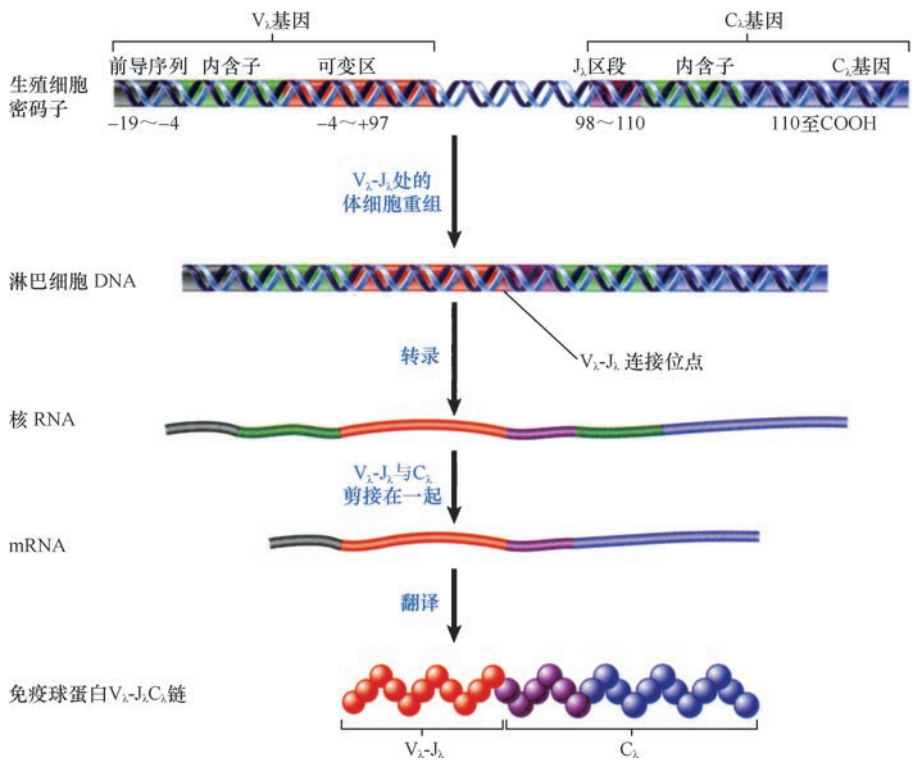 Vλ基因
Cλ基因
前导序列 内含子 可变区 Jλ区段 内含子 Cλ基因
生殖细胞
密码子
−19～−4 −4～+97 98～110 110至COOH
Vλ-Jλ处的
体细胞重组
淋巴细胞 DNA
转录
Vλ-Jλ 连接位点
核 RNA
Vλ-Jλ与Cλ
剪接在一起
mRNA
翻译
免疫球蛋白Vλ-JλCλ链
Vλ-Jλ Cλ